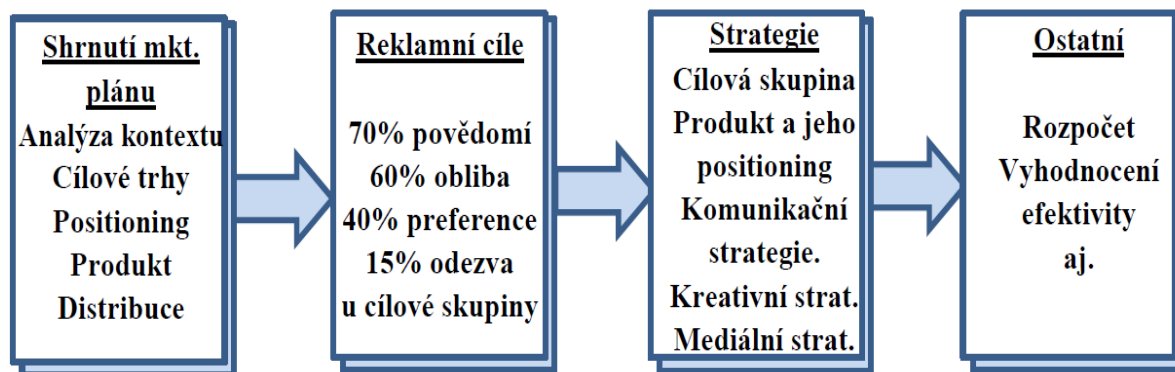 Shrnutí mkt.
plánu
Analýza kontextu
Cílové trhy
Positioning
Produkt
Distribuce
Reklamní cíle
70% povědomí
60% obliba
40% preference
15% odezva
u cílové skupiny
Strategie
Cílová skupina
Produkt a jeho
positioning
Komunikační
strategie.
Kreativní strat.
Mediální strat.
Ostatní
Rozpočet
Vyhodnocení
efektivity
aj.